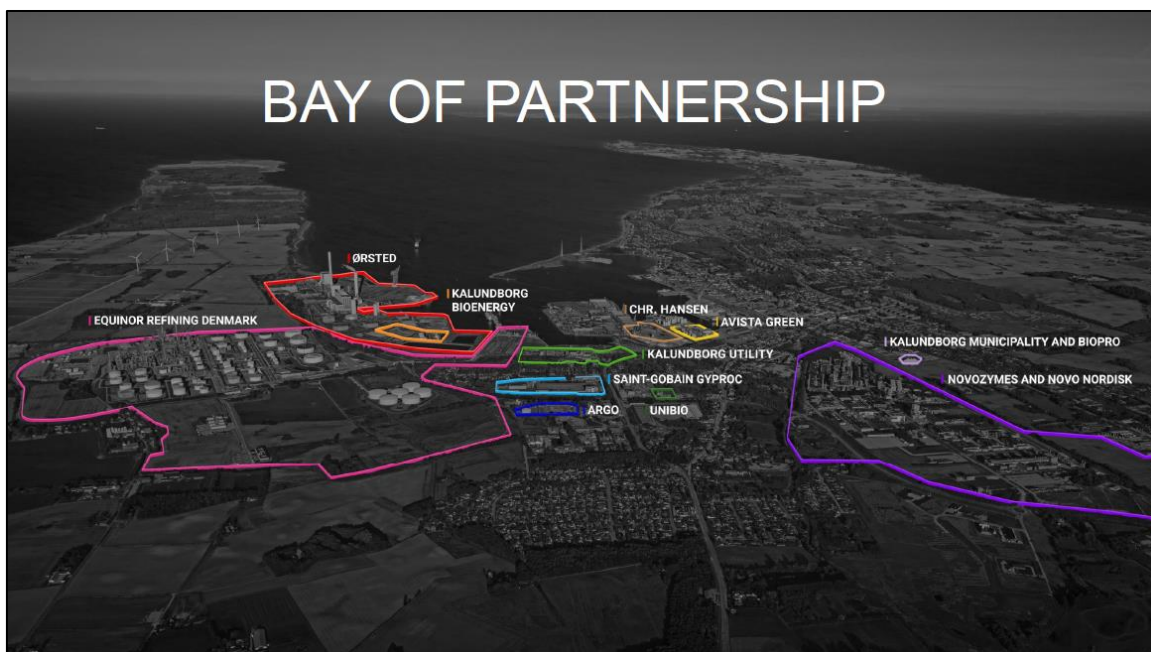 BAY OF PARTNERSHIP
ØRSTED
KALUNDBORG
BIOENERGY
EQUINOR REFINING DENMARK
CHR. HANSEN
AVISTA GREEN
KALUNDBORG UTILITY
KALUNDBORG MUNICIPALITY AND BIOPRO
SAINT-GOBAIN GYPROC
NOVOZYMES AND NOVO NORDISK
ARGO
UNIBIO